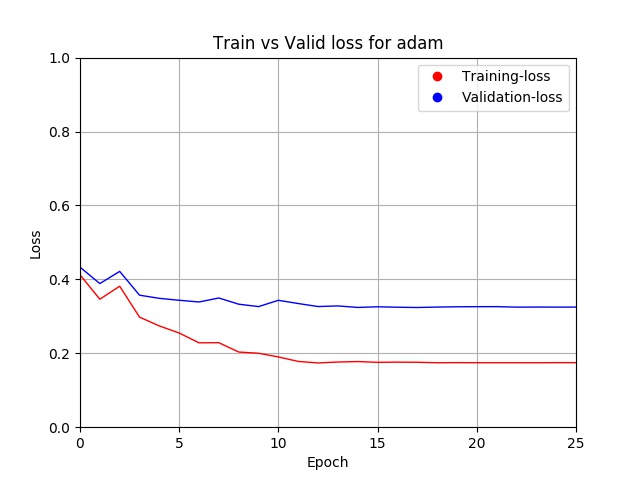 Train vs Valid loss for adam
Training-loss
Validation-loss
1.0
0.8
0.6
0.4
0.2
0.0
Loss
0 5 10 15 20 25
Epoch